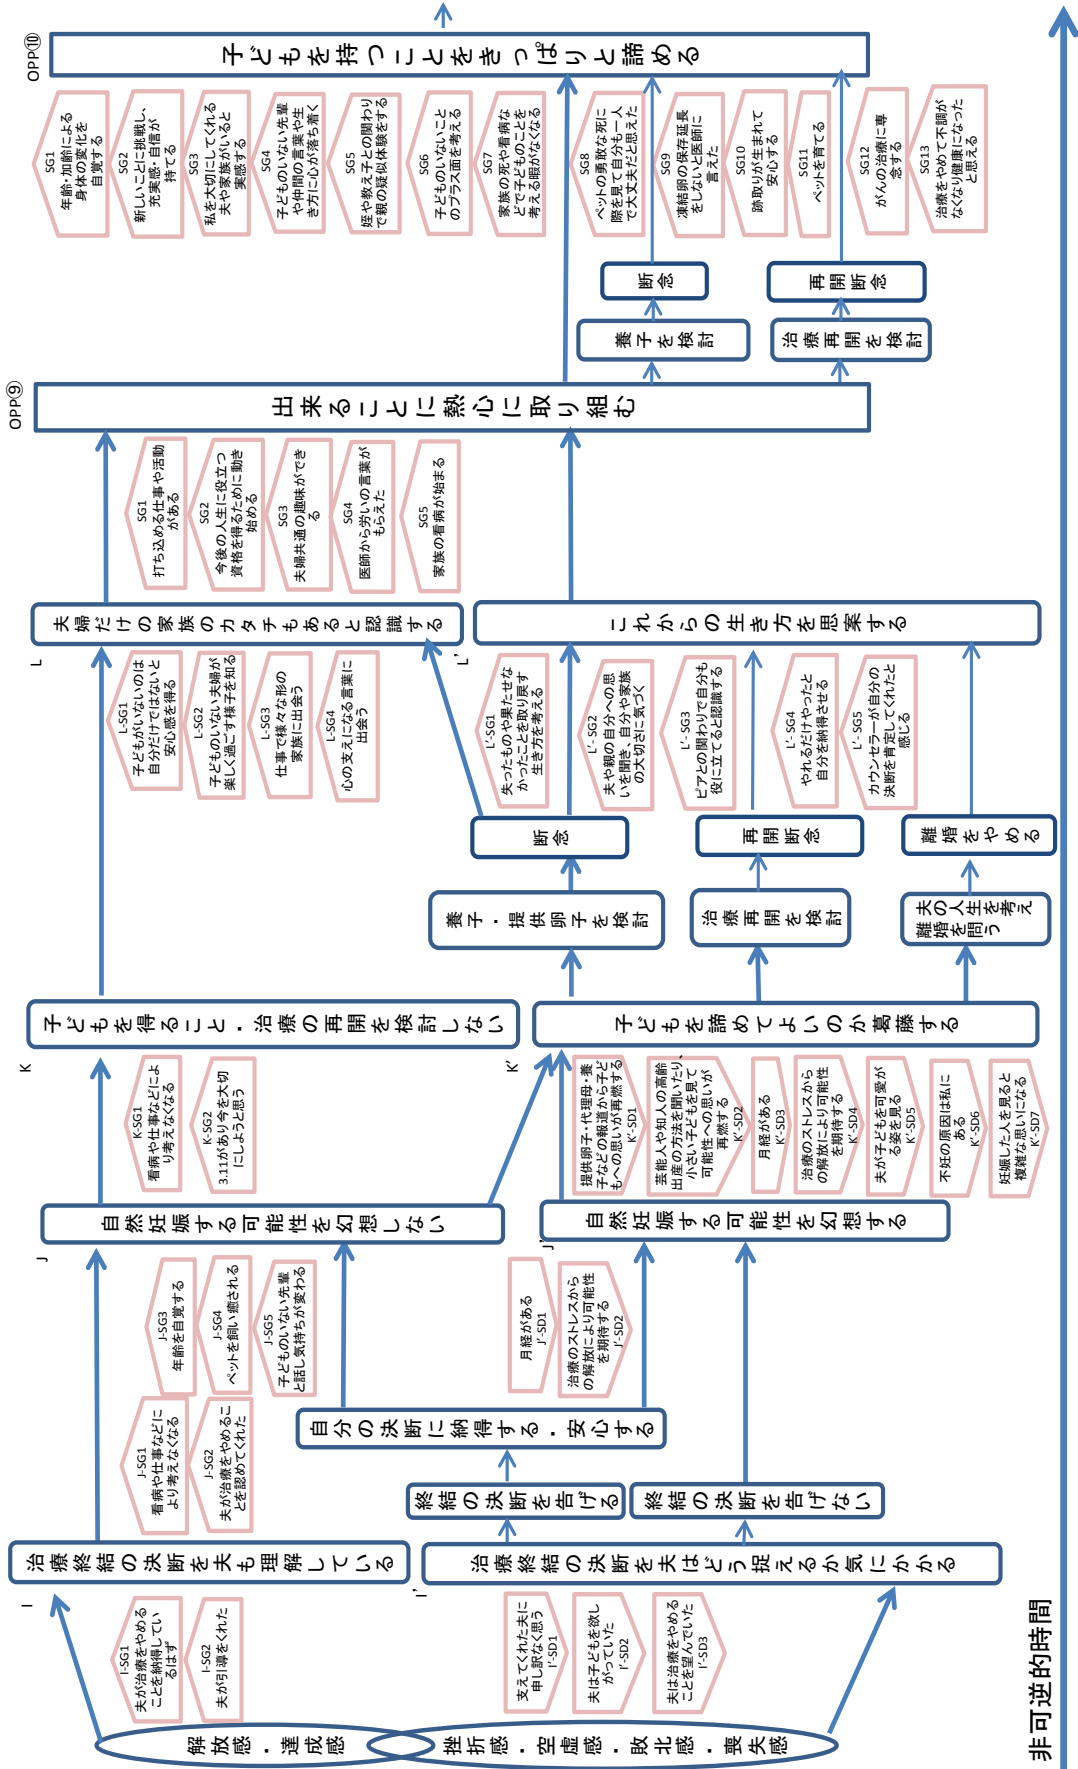 解放感・達成感
挫折感・空虚感・敗北感・喪失感
I-SG1
夫が治療をやめる
ことを納得してい
るはず
I-SG2
夫が引導をくれた
支えてくれた夫に
申し訳なく思う
I'-SD1
夫は子どもを欲し
がっていた
I'-SD2
夫は治療をやめる
ことを望んでいた
I'-SD3
I
治療終結の決断を夫も理解している
I'
治療終結の決断を夫はどう捉えるか気にかかる
終結の決断を告げる
終結の決断を告げない
自分の決断に納得する・安心する
J-SG1
看病や仕事などに
より考えなくなる
J-SG2
夫が治療をやめるこ
とを認めてくれた
J-SG3
年齢を自覚する
J-SG4
ペットを飼い癒される
J-SG5
子どものいない先輩
と話し気持ちが変わる
月経がある
J'-SD1
治療のストレスから
の解放により可能性
を期待する
J'-SD2
J
自然妊娠する可能性を幻想しない
J'
自然妊娠する可能性を幻想する
K-SG1
看病や仕事などによ
り考えなくなる
K-SG2
3.11があり今を大切
にしようと思う
提供卵子・代理母・養
子などの報道から子ど
もへの思いが再燃する
K'-SD1
芸能人や知人の高齢
出産の方法を聞いたり、
小さい子どもを見て
可能性への思いが
再燃する
K'-SD2
月経がある
K'-SD3
治療のストレスから
の解放により可能性
を期待する
K'-SD4
夫が子どもを可愛が
る姿を見る
K'-SD5
不妊の原因は私に
ある
K'-SD6
妊娠した人を見ると
複雑な思いになる
K'-SD7
K
子どもを得ること・治療の再開を検討しない
K'
子どもを諦めてよいのか葛藤する
養子・提供卵子を検討
治療再開を検討
夫の人生を考え
離婚を問う
断念
再開断念
離婚をやめる
L-SG1
子どもがいないのは
自分だけではないと
安心感を得る
L-SG2
子どものいない夫婦が
楽しく過ごす様子を知る
L-SG3
仕事で様々な形の
家族に出会う
L-SG4
心の支えになる言葉に
出会う
L'-SG1
失ったものや果たせな
かったことを取り戻す
生き方を考える
L'- SG2
夫や親の自分への思
いを聞き、自分や家族
の大切さに気づく
L'- SG3
ピアとの関わりで自分も
役に立てると認識する
L'- SG4
やれるだけやったと
自分を納得させる
L'- SG5
カウンセラーが自分の
決断を肯定してくれたと
感じる
L
夫婦だけの家族のカタチもあると認識する
L'
これからの生き方を思案する
SG1
打ち込める仕事や活動
がある
SG2
今後の人生に役立つ
資格を得るために動き
始める
SG3
夫婦共通の趣味ができ
る
SG4
医師から労いの言葉が
もらえた
SG5
家族の看病が始まる
OPP⑨
出来ることに熱心に取り組む
養子を検討
断念
治療再開を検討
再開断念
SG1
年齢・加齢による
身体の変化を
自覚する
SG2
新しいことに挑戦し、
充実感・自信が
持てる
SG3
私を大切にしてくれる
夫や家族がいると
実感する
SG4
子どものいない先輩
や仲間の言葉や生
き方に心が落ち着く
SG5
姪や教え子との関わり
で親の疑似体験をする
SG6
子どものいないこと
のプラス面を考える
SG7
家族の死や看病な
どで子どものことを
考える暇がなくなる
SG8
ペットの勇敢な死に
際を見て自分も一人
で大丈夫だと思えた
SG9
凍結卵の保存延長
をしないと医師に
言えた
SG10
跡取りが生まれて
安心する
SG11
ペットを育てる
SG12
がんの治療に専
念する
SG13
治療をやめて不調が
なくなり健康になった
と思える
OPP⑩
子どもを持つことをきっぱりと諦める
非可逆的時間